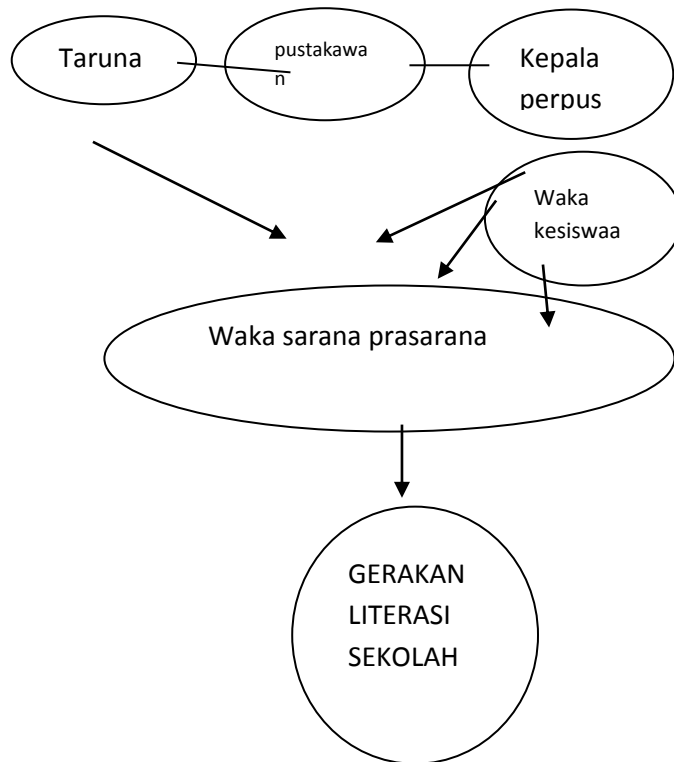 Taruna
pustakawa
n
Kepala
perpus
Waka
kesiswaa
Waka sarana prasarana
GERAKAN
LITERASI
SEKOLAH